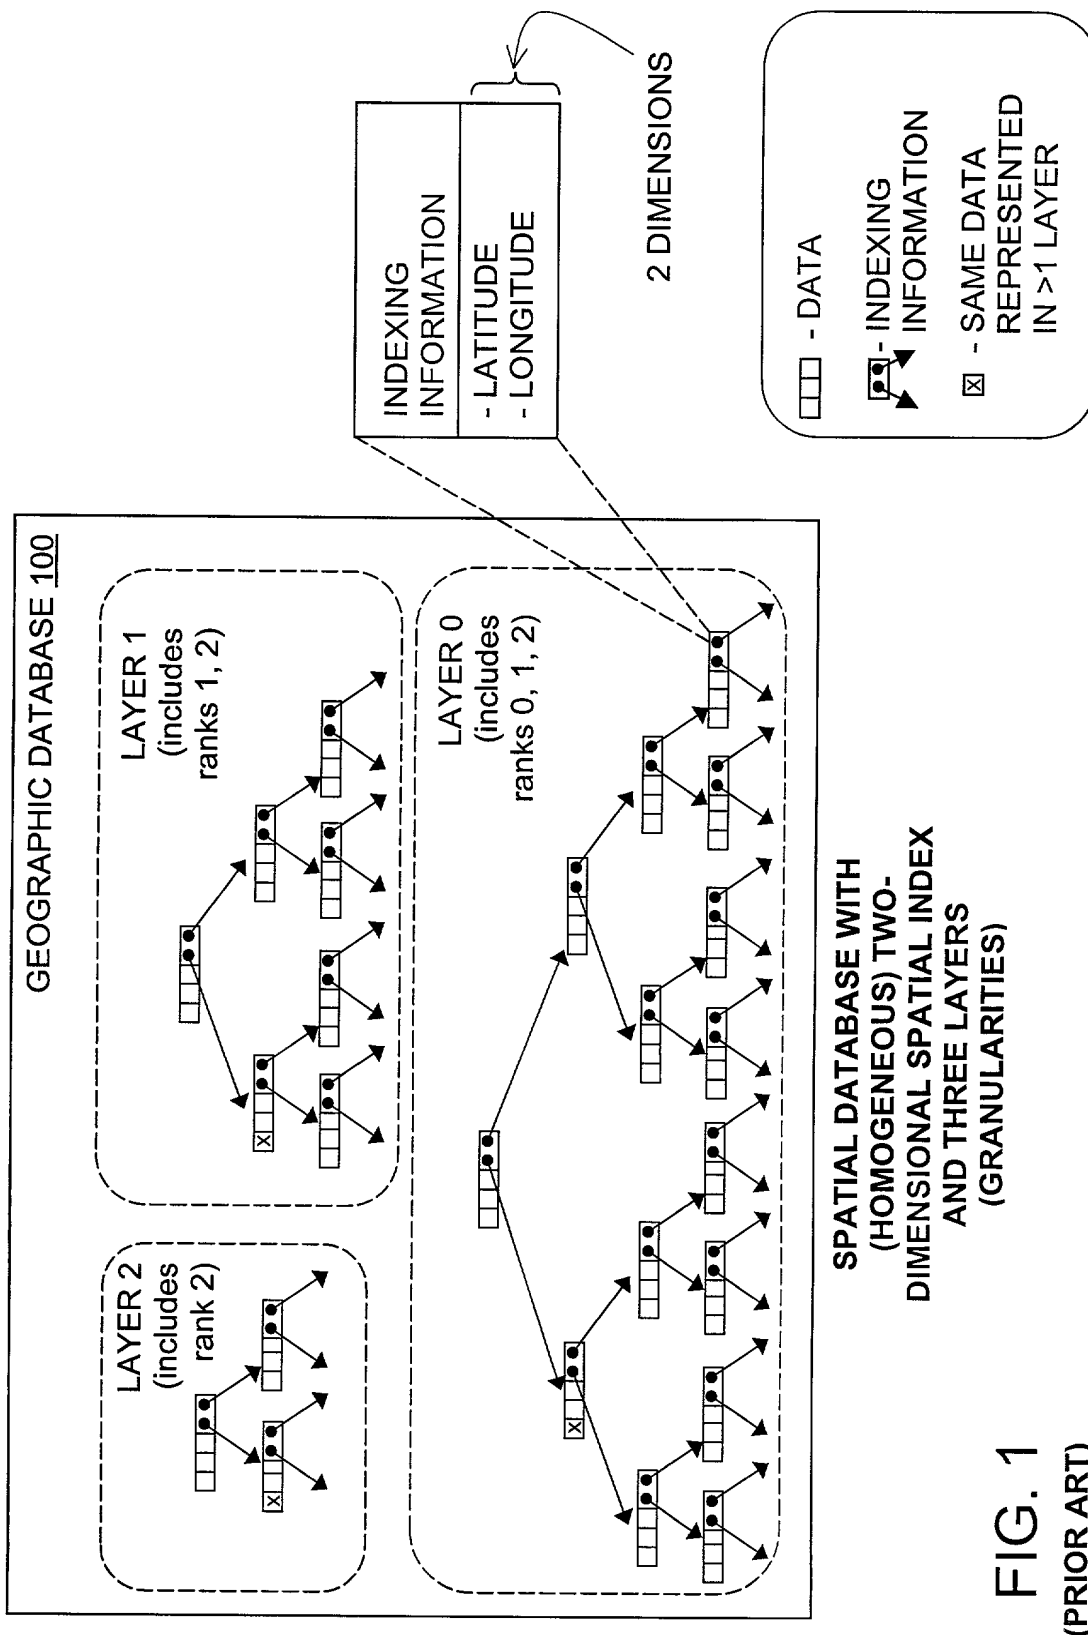 GEOGRAPHIC DATABASE 100
LAYER 2
(includes
rank 2)
LAYER 1
(includes
ranks 1, 2)
LAYER 0
(includes
ranks 0, 1, 2)
X
X
X
INDEXING
INFORMATION
- LATITUDE
- LONGITUDE
2 DIMENSIONS
- DATA
- INDEXING
INFORMATION
X - SAME DATA
REPRESENTED
IN >1 LAYER
SPATIAL DATABASE WITH
(HOMOGENEOUS) TWO-
DIMENSIONAL SPATIAL INDEX
AND THREE LAYERS
(GRANULARITIES)
FIG. 1
(PRIOR ART)